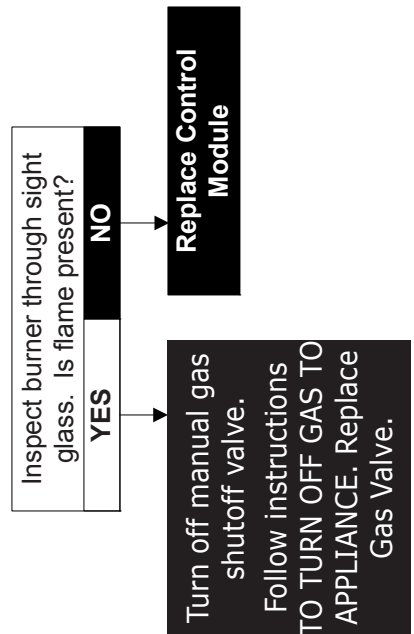 Inspect burner through sight
glass. Is flame present?
YES
NO
Turn off manual gas
shutoff valve.
Follow instructions
TO TURN OFF GAS TO
APPLIANCE. Replace
Gas Valve.
Replace Control
Module